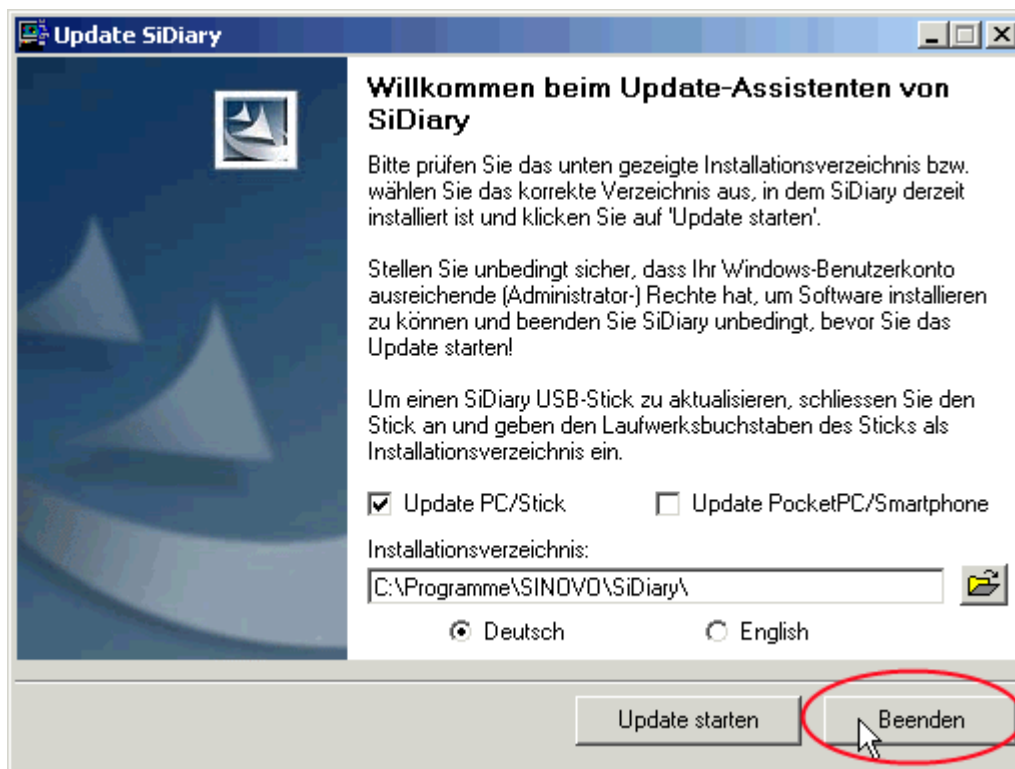 Update SiDiary
Willkommen beim Update-Assistenten von
SiDiary
Bitte prüfen Sie das unten gezeigte Installationsverzeichnis bzw.
wählen Sie das korrekte Verzeichnis aus, in dem SiDiary derzeit
installiert ist und klicken Sie auf 'Update starten'.
Stellen Sie unbedingt sicher, dass Ihr Windows-Benutzerkonto
ausreichende (Administrator-) Rechte hat, um Software installieren
zu können und beenden Sie SiDiary unbedingt, bevor Sie das
Update starten!
Um einen SiDiary USB-Stick zu aktualisieren, schliessen Sie den
Stick an und geben den Laufwerksbuchstaben des Sticks als
Installationsverzeichnis ein.
Update PC/Stick Update PocketPC/Smartphone
Installationsverzeichnis:
C:\Programme\SINOVO\SiDiary\
Deutsch English
Update starten Beenden